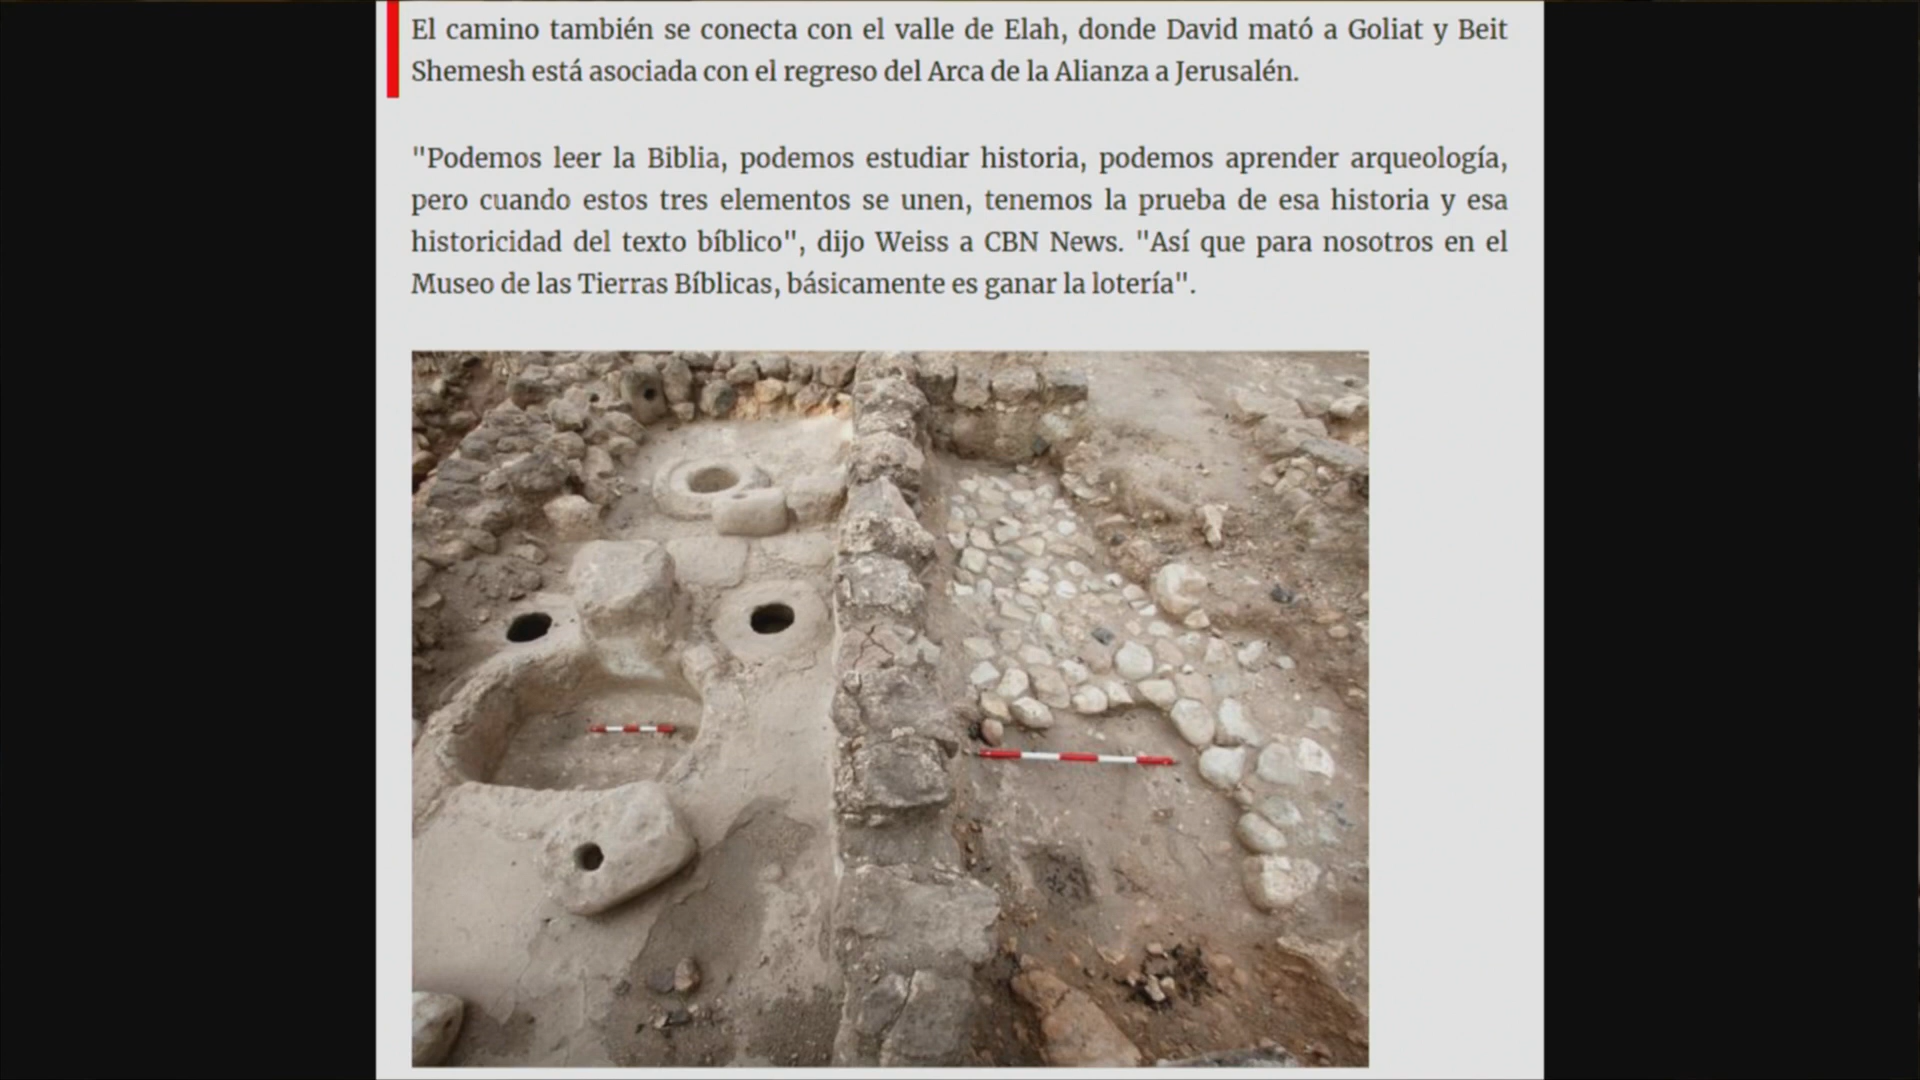 El camino también se conecta con el valle de Elah, donde David mató a Goliat y Beit
Shemesh está asociada con el regreso del Arca de la Alianza a Jerusalén.
"Podemos leer la Biblia, podemos estudiar historia, podemos aprender arqueología,
pero cuando estos tres elementos se unen, tenemos la prueba de esa historia y esa
historicidad del texto bíblico", dijo Weiss a CBN News. "Así que para nosotros en el
Museo de las Tierras Bíblicas, básicamente es ganar la lotería".